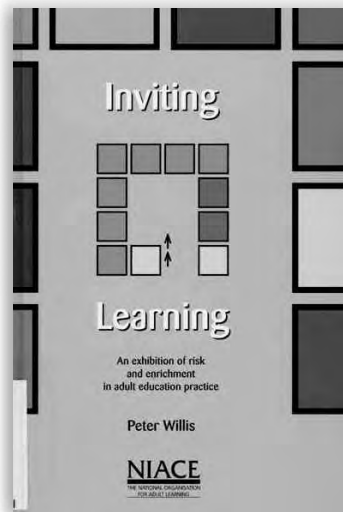 Inviting
Learning
An exhibition of risk
and enrichment
in adult education practice
Peter Willis
NIACE
THE NATIONAL ORGANISATION
FOR ADULT LEARNING